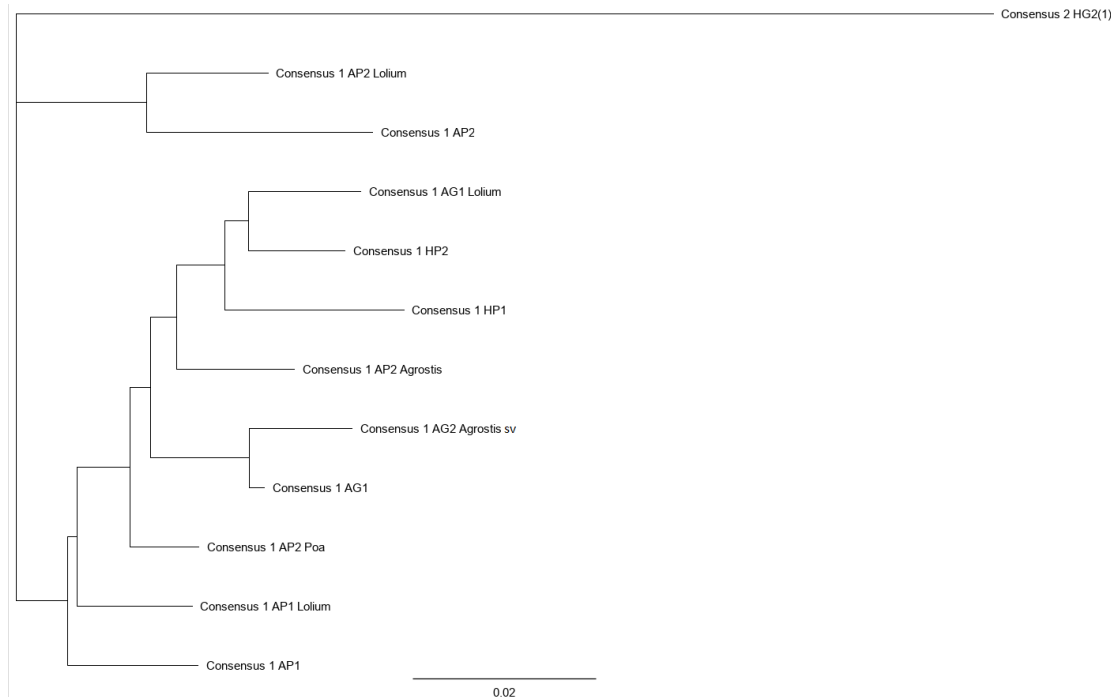 Consensus 2 HG2(1)
Consensus 1 AP2 Lolium
Consensus 1 AP2
Consensus 1 AG1 Lolium
Consensus 1 HP2
Consensus 1 HP1
Consensus 1 AP2 Agrostis
Consensus 1 AG2 Agrostis sv
Consensus 1 AG1
Consensus 1 AP2 Poa
Consensus 1 AP1 Lolium
Consensus 1 AP1
0.02